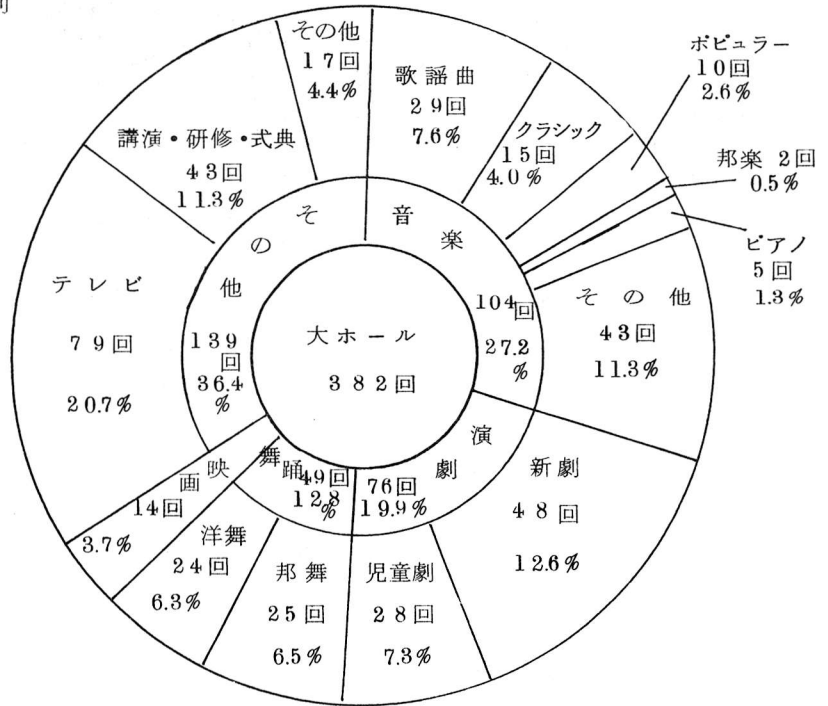 大ホール
382回
音楽
104回
27.2%
歌謡曲
29回
7.6%
クラシック
15回
4.0%
ポピュラー
10回
2.6%
邦楽 2回
0.5%
ピアノ
5回
1.3%
その他
43回
11.3%
演劇
76回
19.9%
新劇
48回
12.6%
児童劇
28回
7.3%
舞踊
49回
12.8%
邦舞
25回
6.5%
洋舞
24回
6.3%
映画
14回
3.7%
その他
139回
36.4%
テレビ
79回
20.7%
講演・研修・式典
43回
11.3%
その他
17回
4.4%